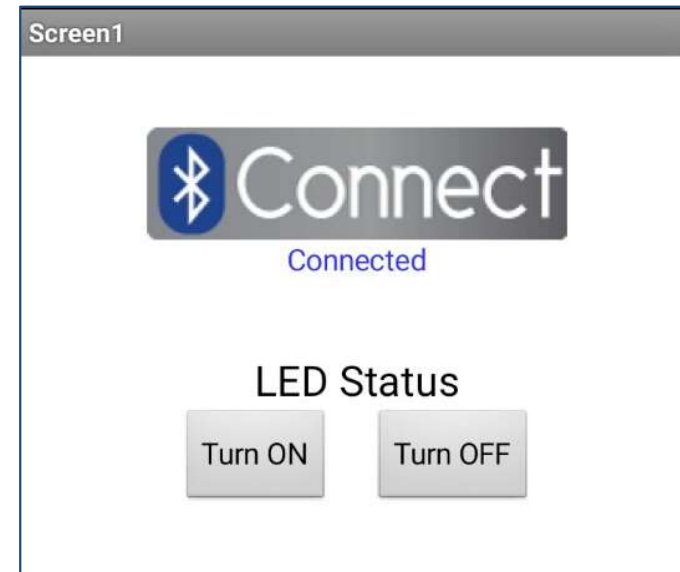 Screen1
Connect
Connected
LED Status
Turn ON Turn OFF